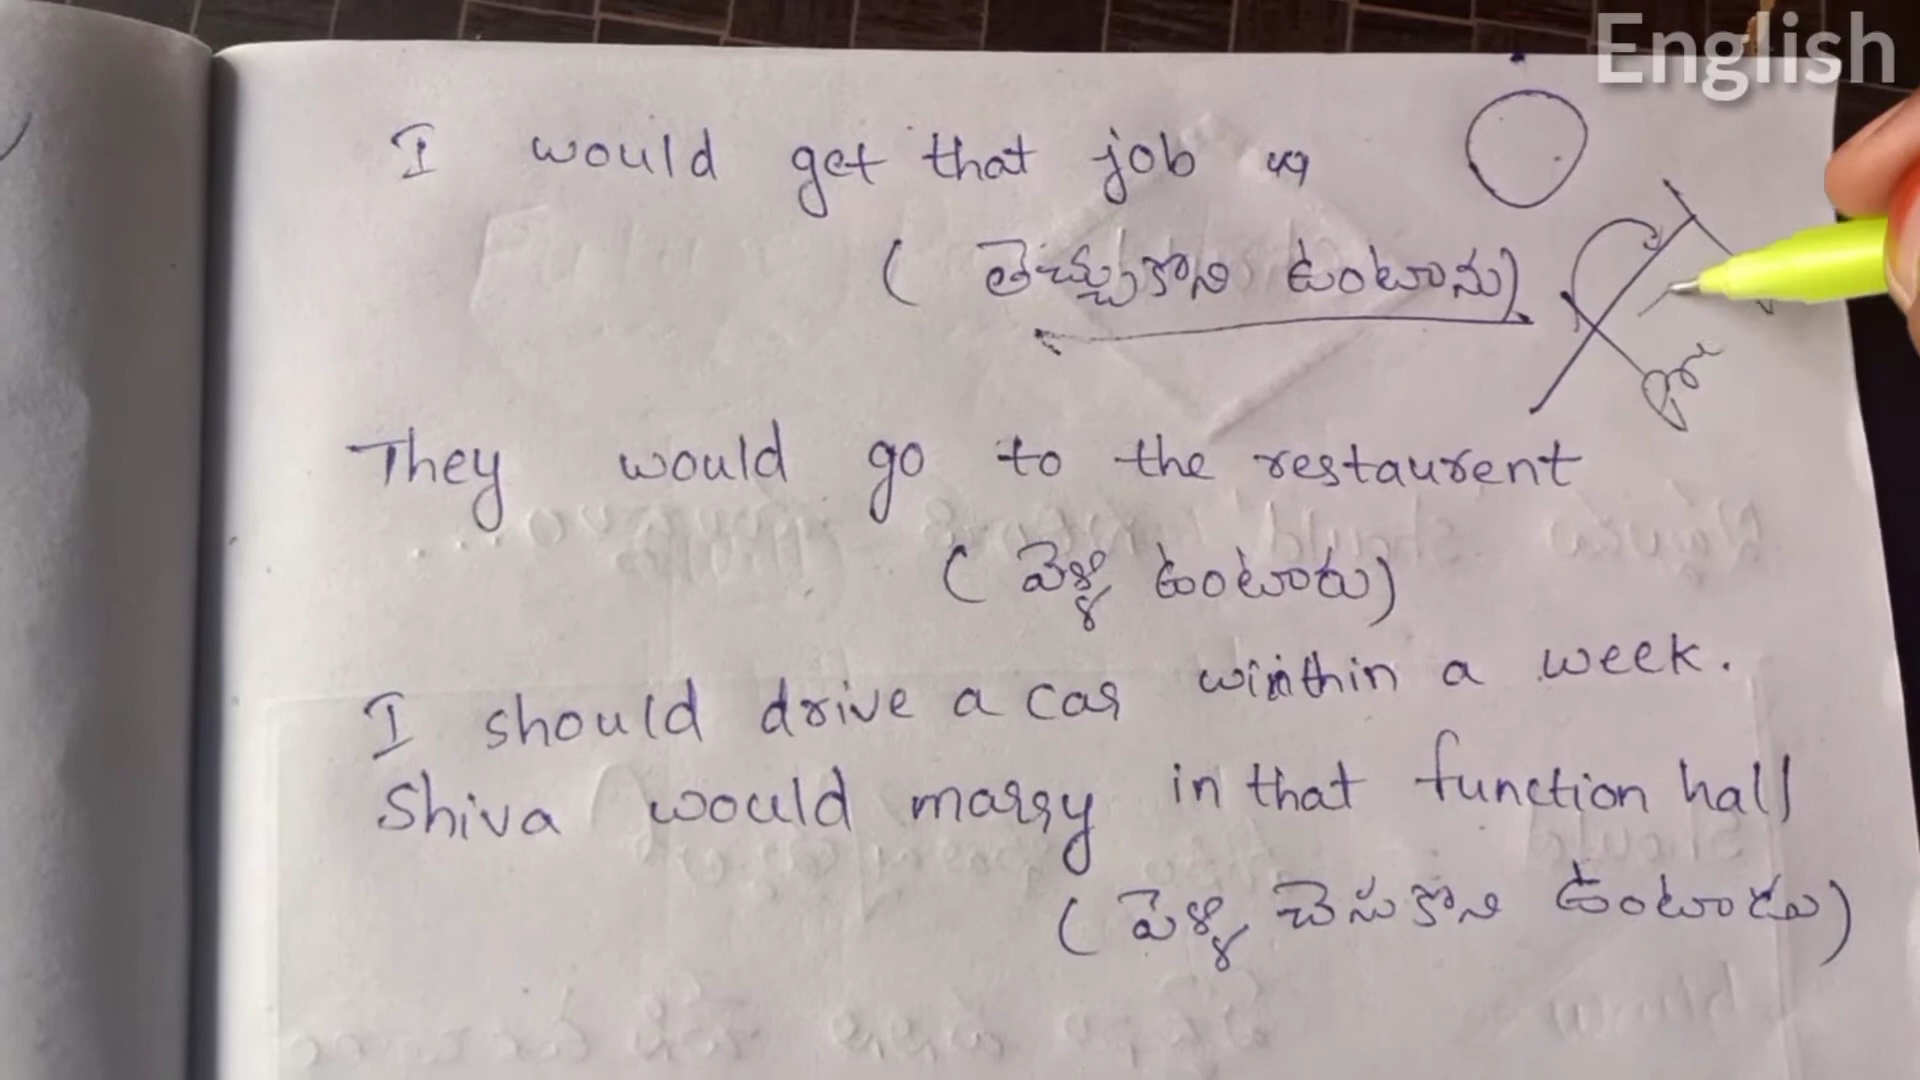 English
I would get that job
( తెచ్చుకొని ఉంటాను)
They would go to the restaurent
( వెళ్ళి ఉంటారు)
I should drive a car winthin a week.
Shiva would marry in that function hall
( పెళ్ళి చేసుకొని ఉంటాడు)